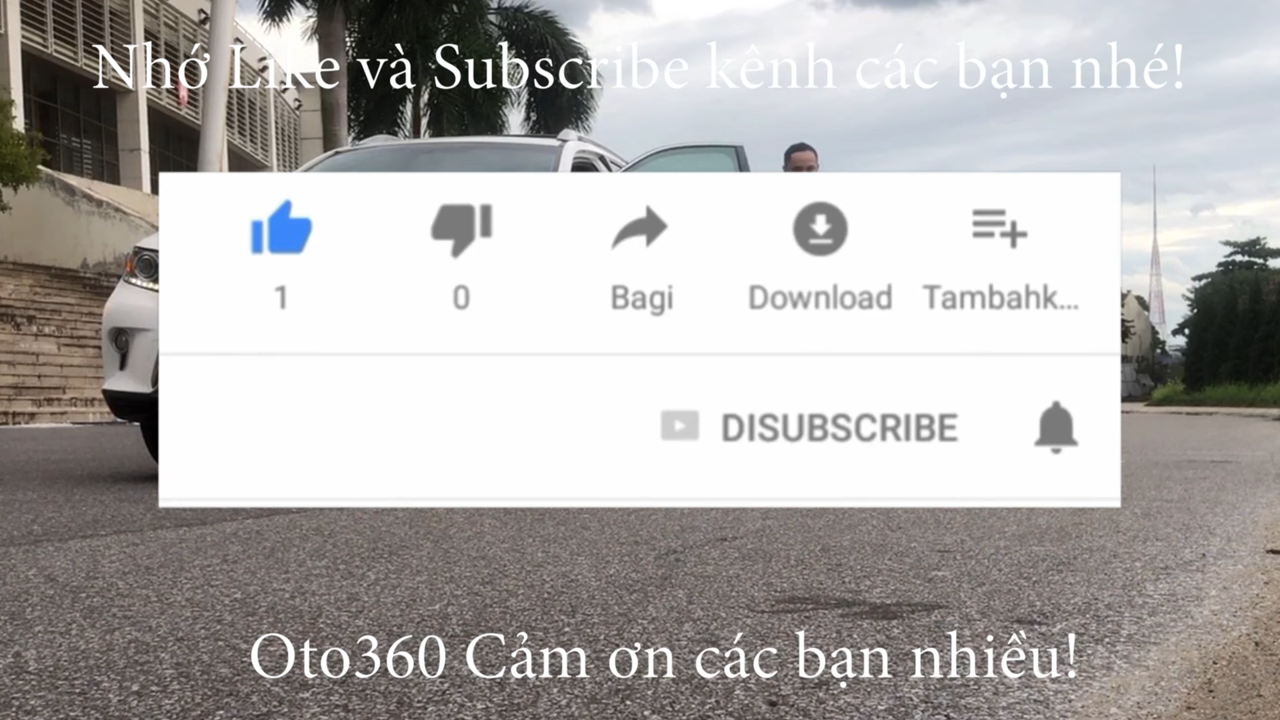 Nhớ Like và Subscribe kênh các bạn nhé!
1 0 Bagi Download Tambahk...
DISUBSCRIBE
Oto360 Cảm ơn các bạn nhiều!